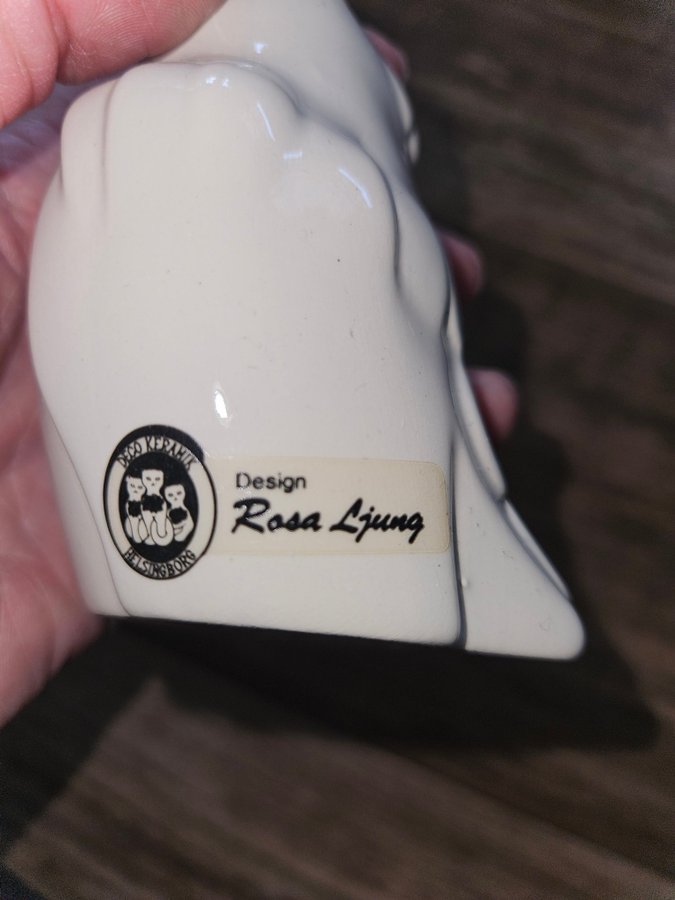 DECO KERAMIK
HELSINGBORG
Design
Rosa Ljung